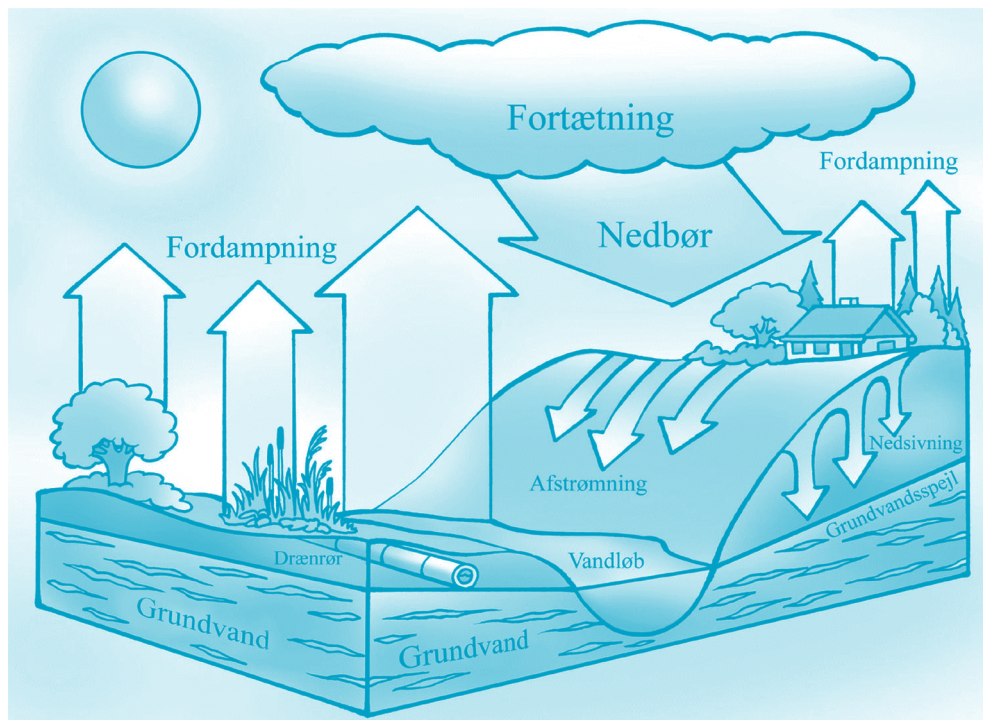 Fortætning
Fordampning
Nedbør
Fordampning
Nedsivning
Afstrømning
Grundvandsspejl
Drænrør
Vandløb
Grundvand
Grundvand